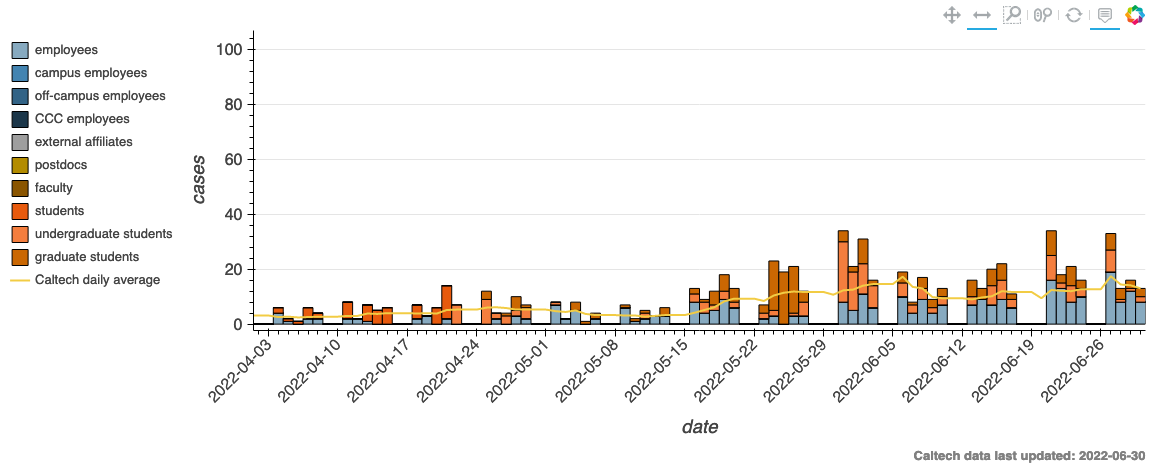 employees
campus employees
off-campus employees
CCC employees
external affiliates
postdocs
faculty
students
undergraduate students
graduate students
Caltech daily average
cases
100
80
60
40
20
0
2022-04-03
2022-04-10
2022-04-17
2022-04-24
2022-05-01
2022-05-08
2022-05-15
2022-05-22
2022-05-29
2022-06-05
2022-06-12
2022-06-19
2022-06-26
date
Caltech data last updated: 2022-06-30